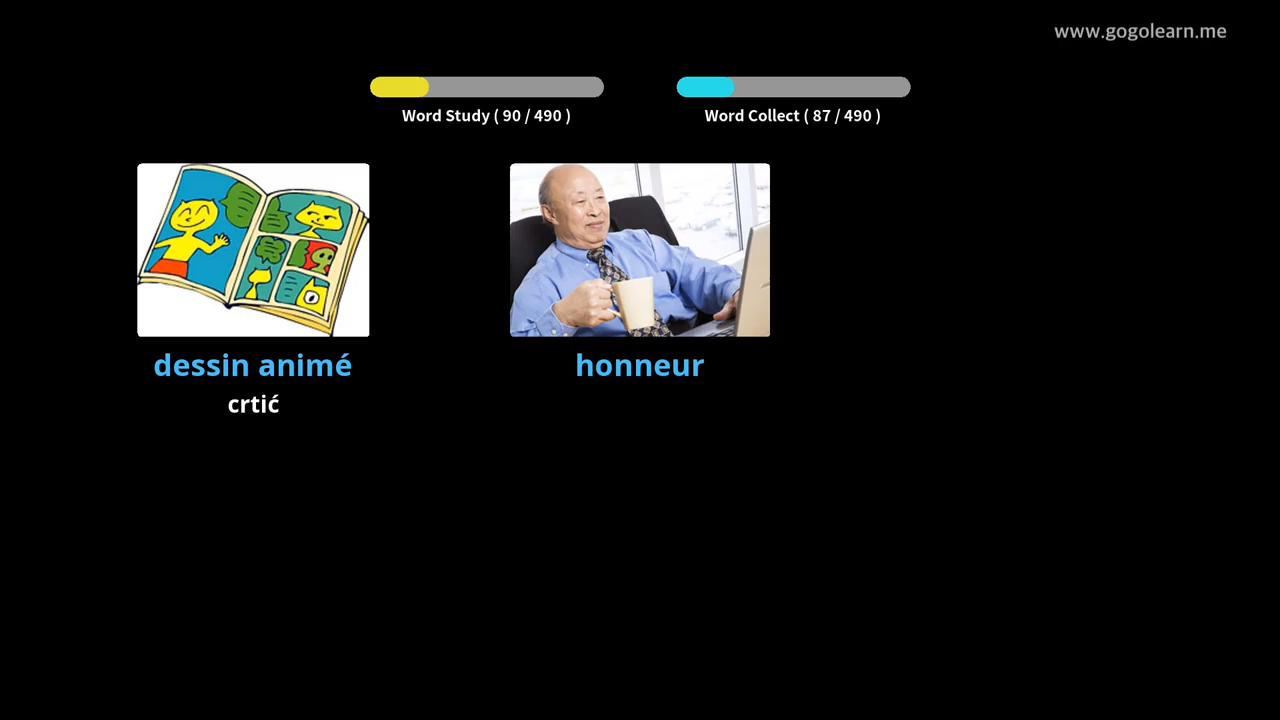 www.gogolearn.me
Word Study ( 90 / 490 )
Word Collect ( 87 / 490 )
dessin animé
honneur
crtić